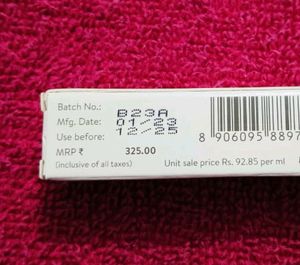 Batch No.: B23A
Mfg. Date: 01/23
Use before: 12/25
MRP ₹ 325.00
(inclusive of all taxes) Unit sale price Rs. 92.85 per ml
8 906095 8897